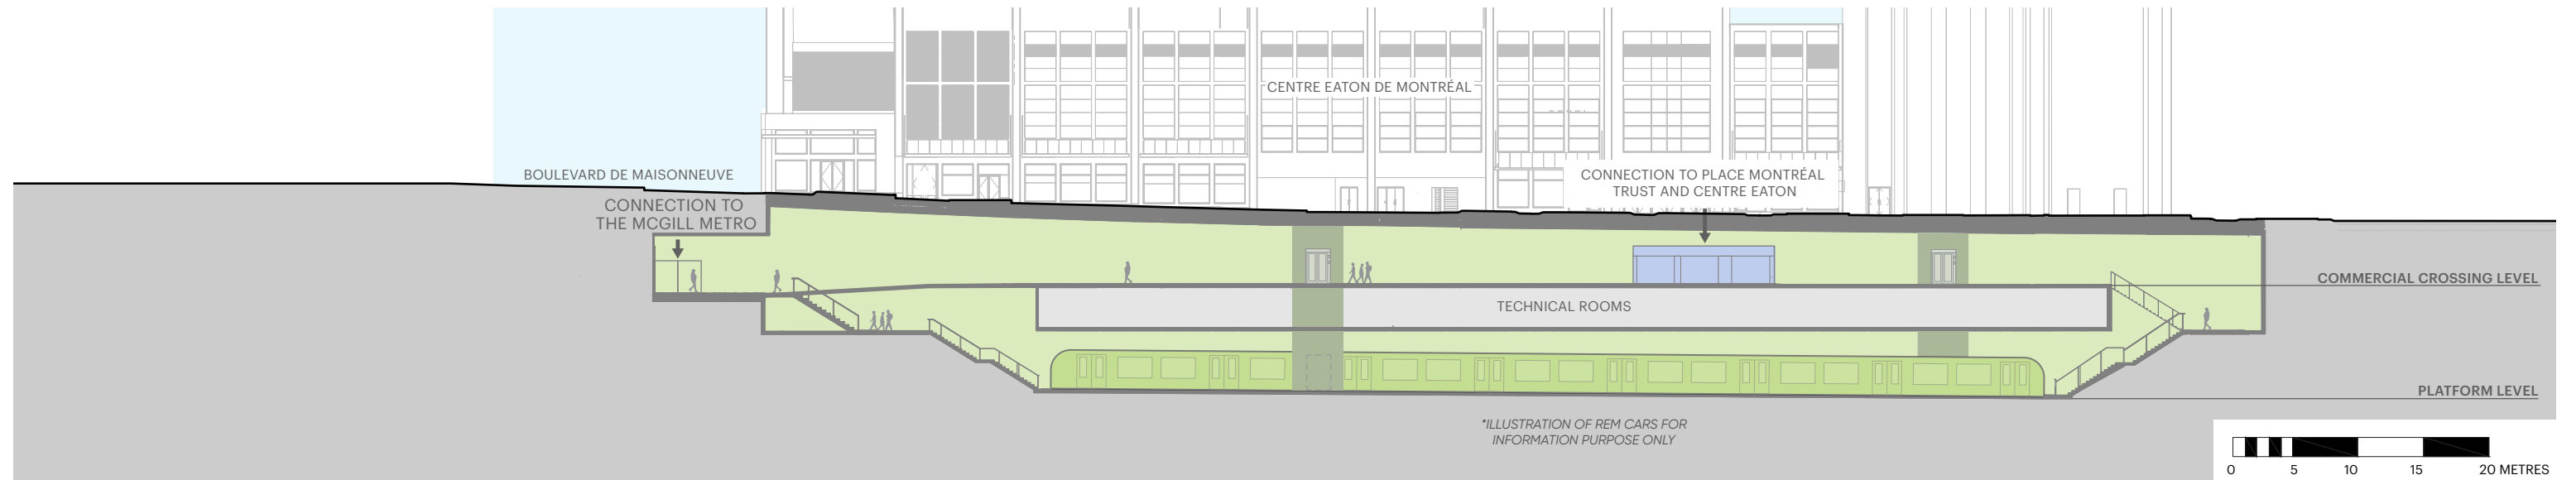 CENTRE EATON DE MONTRÉAL
BOULEVARD DE MAISONNEUVE
CONNECTION TO PLACE MONTRÉAL
TRUST AND CENTRE EATON
CONNECTION TO
THE MCGILL METRO
COMMERCIAL CROSSING LEVEL
TECHNICAL ROOMS
PLATFORM LEVEL
*ILLUSTRATION OF REM CARS FOR
INFORMATION PURPOSE ONLY
0 5 10 15 20 METRES